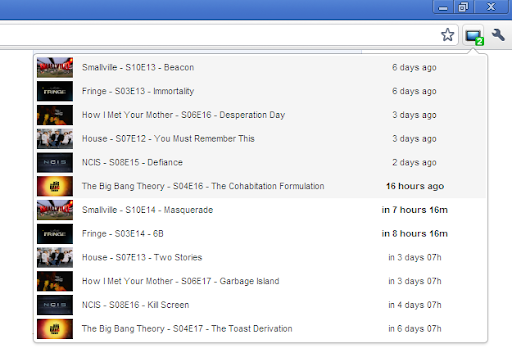 2
Smallville - S10E13 - Beacon 6 days ago
FRINGE Fringe - S03E13 - Immortality 6 days ago
How I Met Your Mother - S06E16 - Desperation Day 3 days ago
House - S07E12 - You Must Remember This 3 days ago
NCIS NCIS - S08E15 - Defiance 2 days ago
The Big Bang Theory - S04E16 - The Cohabitation Formulation 16 hours ago
Smallville - S10E14 - Masquerade in 7 hours 16m
FRINGE Fringe - S03E14 - 6B in 8 hours 16m
House - S07E13 - Two Stories in 3 days 07h
How I Met Your Mother - S06E17 - Garbage Island in 3 days 07h
NCIS NCIS - S08E16 - Kill Screen in 4 days 07h
The Big Bang Theory - S04E17 - The Toast Derivation in 6 days 07h